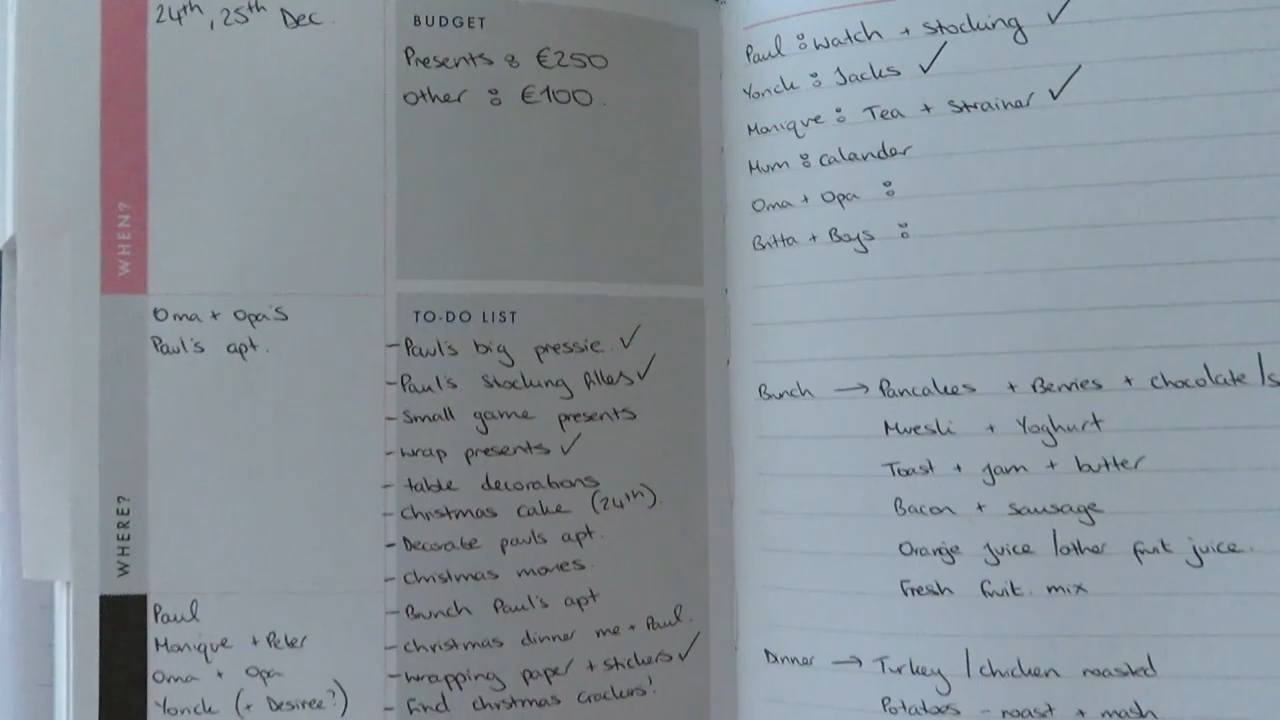 24th, 25th Dec.
WHEN?
BUDGET
Presents : €250
Other : €100.
Oma + Opa's
Paul's apt.
WHERE?
TO-DO LIST
- Paul's big pressie. ✓
- Paul's Stocking filles ✓
- Small game presents
- wrap presents ✓
- table decorations
- christmas cake (24th).
- Decorate pauls apt.
- christmas movies.
- Brunch Paul's apt
- christmas dinner me + Paul.
- wrapping paper + stickers ✓
- find christmas crackers!
Paul
Monique + Peter
Oma + Opa
Yorick (+ Desiree?)
Paul : Watch + Stocking ✓
Yorick : Jacks ✓
Monique : Tea + Strainer ✓
Mum : calander
Oma + Opa :
Britta + Boys :
Brunch → Pancakes + Berries + chocolate /s
Muesli + Yoghurt
Toast + jam + butter
Bacon + sausage
Orange juice / other fruit juice.
Fresh fruit mix
Dinner → Turkey / chicken roasted
Potatoes - roast + mash